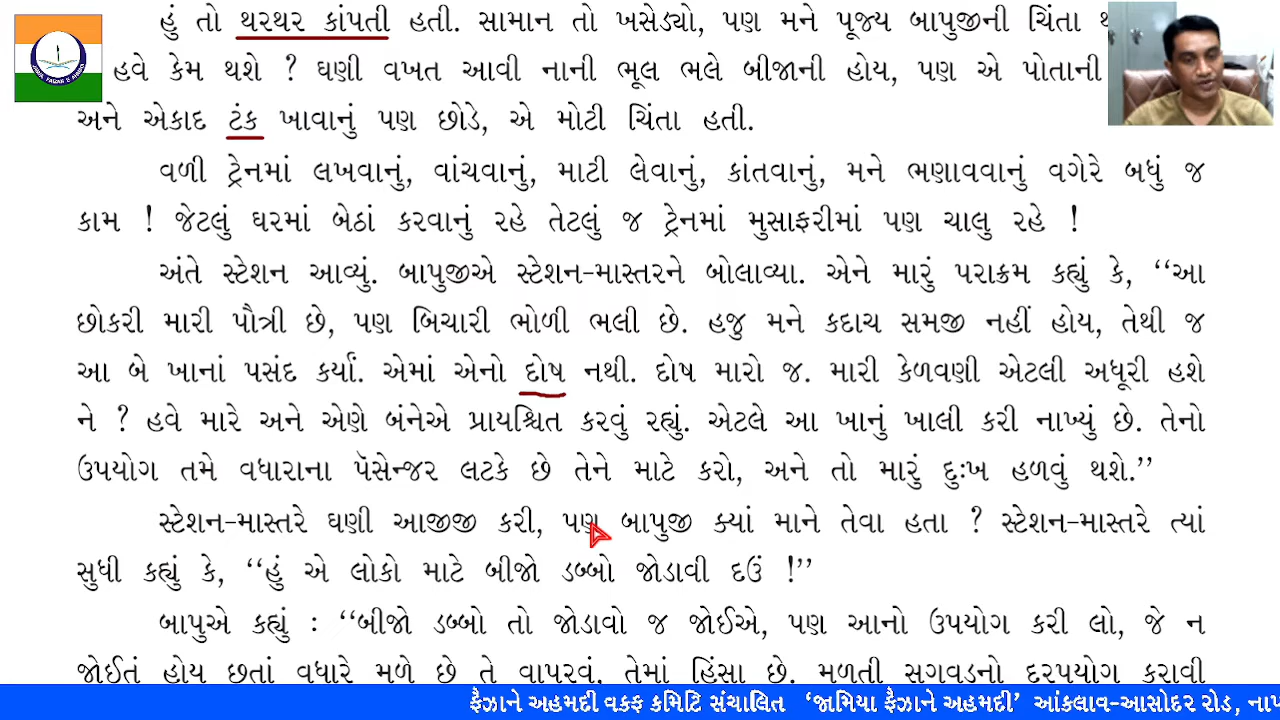 હું તો થરથર કાંપતી હતી. સામાન તો ખસેડ્યો, પણ મને પૂજ્ય બાપુજીની ચિંતા
હવે કેમ થશે ? ઘણી વખત આવી નાની ભૂલ ભલે બીજાની હોય, પણ એ પોતાની
અને એકાદ ટંક ખાવાનું પણ છોડે, એ મોટી ચિંતા હતી.
વળી ટ્રેનમાં લખવાનું, વાંચવાનું, માટી લેવાનું, કાંતવાનું, મને ભણાવવાનું વગેરે બધું જ
કામ ! જેટલું ઘરમાં બેઠાં કરવાનું રહે તેટલું જ ટ્રેનમાં મુસાફરીમાં પણ ચાલુ રહે !
અંતે સ્ટેશન આવ્યું. બાપુજીએ સ્ટેશન-માસ્તરને બોલાવ્યા. એને મારું પરાક્રમ કહ્યું કે, ‘‘આ
છોકરી મારી પૌત્રી છે, પણ બિચારી ભોળી ભલી છે. હજુ મને કદાચ સમજી નહીં હોય, તેથી જ
આ બે ખાનાં પસંદ કર્યાં. એમાં એનો દોષ નથી. દોષ મારો જ. મારી કેળવણી એટલી અધૂરી હશે
ને ? હવે મારે અને એણે બંનેએ પ્રાયશ્ચિત કરવું રહ્યું. એટલે આ ખાનું ખાલી કરી નાખ્યું છે. તેનો
ઉપયોગ તમે વધારાના પૅસેન્જર લટકે છે તેને માટે કરો, અને તો મારું દુઃખ હળવું થશે.’’
સ્ટેશન-માસ્તરે ઘણી આજીજી કરી, પણ બાપુજી ક્યાં માને તેવા હતા ? સ્ટેશન-માસ્તરે ત્યાં
સુધી કહ્યું કે, ‘‘હું એ લોકો માટે બીજો ડબ્બો જોડાવી દઉં !’’
બાપુએ કહ્યું : ‘‘બીજો ડબ્બો તો જોડાવો જ જોઈએ, પણ આનો ઉપયોગ કરી લો, જે ન
જોઈતું હોય છતાં વધારે મળે છે તે વાપરવું, તેમાં હિંસા છે. મળતી સગવડનો દુરુપયોગ કરાવી
ફૈઝાને અહમદી વકફ કમિટિ સંચાલિત ‘જામિયા ફૈઝાને અહમદી’ આંકલાવ-આસોદર રોડ,